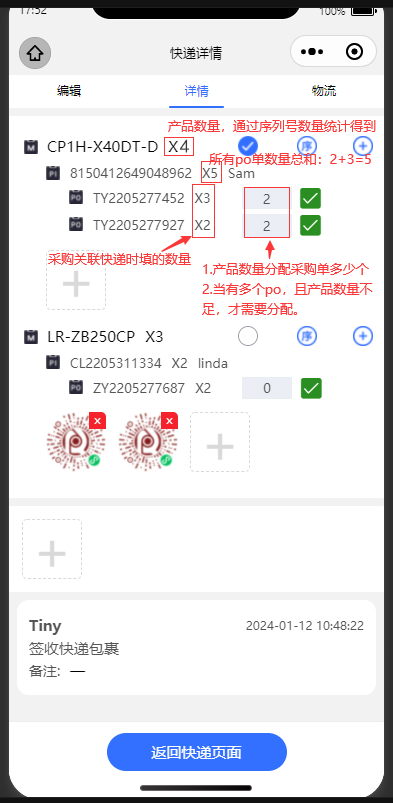 17:52
100%
快递详情
编辑
详情
物流
产品数量，通过序列号数量统计得到
M CP1H-X40DT-D X4 序
所有po单数量总和：2+3=5
PI 8150412649048962 X5 Sam
PO TY2205277452 X3 2
PO TY2205277927 X2 2
采购关联快递时填的数量
1.产品数量分配采购单多少个
2.当有多个po，且产品数量不
足，才需要分配。
M LR-ZB250CP X3 序
PI CL2205311334 X2 linda
PO ZY2205277687 X2 0
Tiny 2024-01-12 10:48:22
签收快递包裹
备注: —
返回快递页面